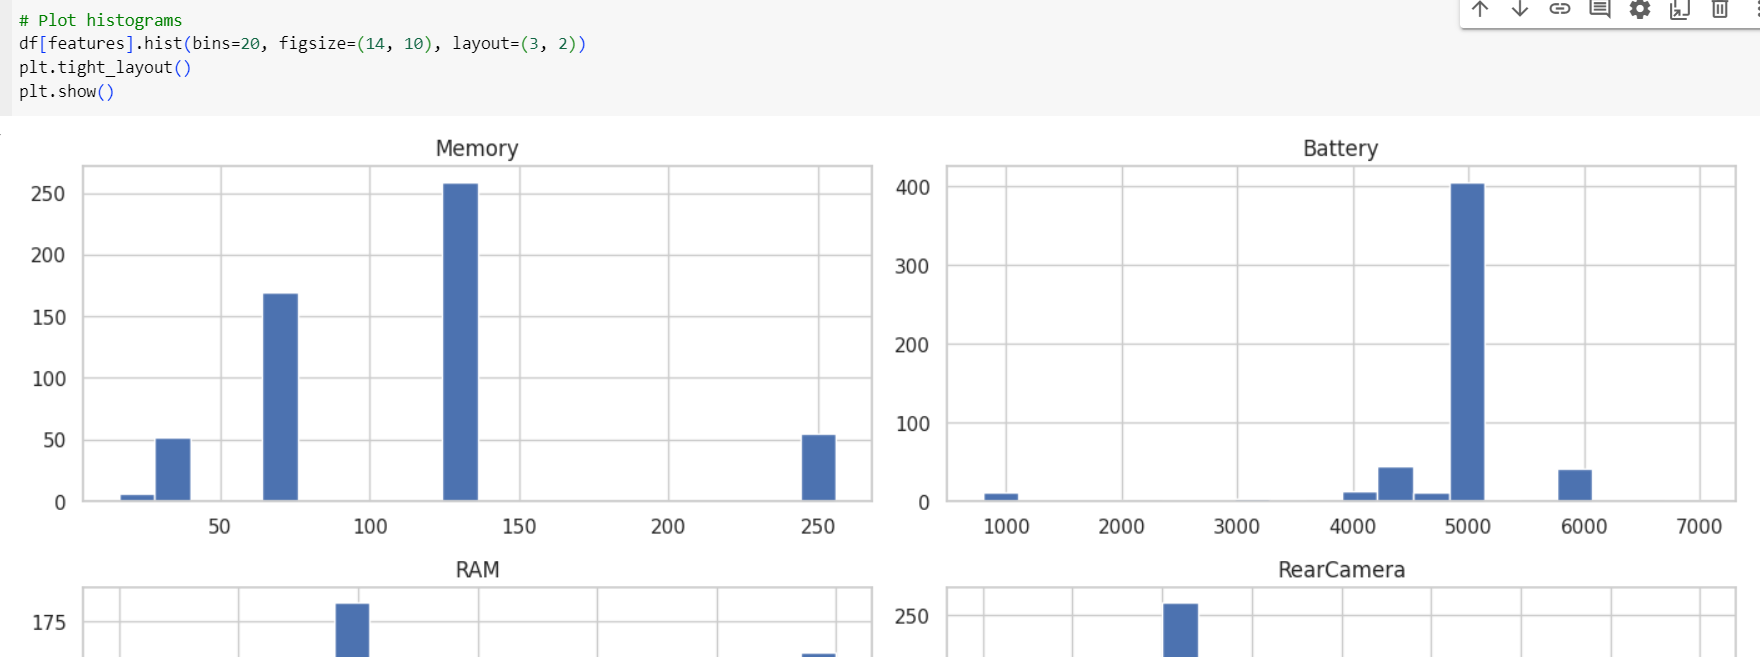 # Plot histograms
df[features].hist(bins=20, figsize=(14, 10), layout=(3, 2))
plt.tight_layout()
plt.show()
Memory
250
200
150
100
50
0
50 100 150 200 250
Battery
400
300
200
100
0
1000 2000 3000 4000 5000 6000 7000
RAM
175
RearCamera
250